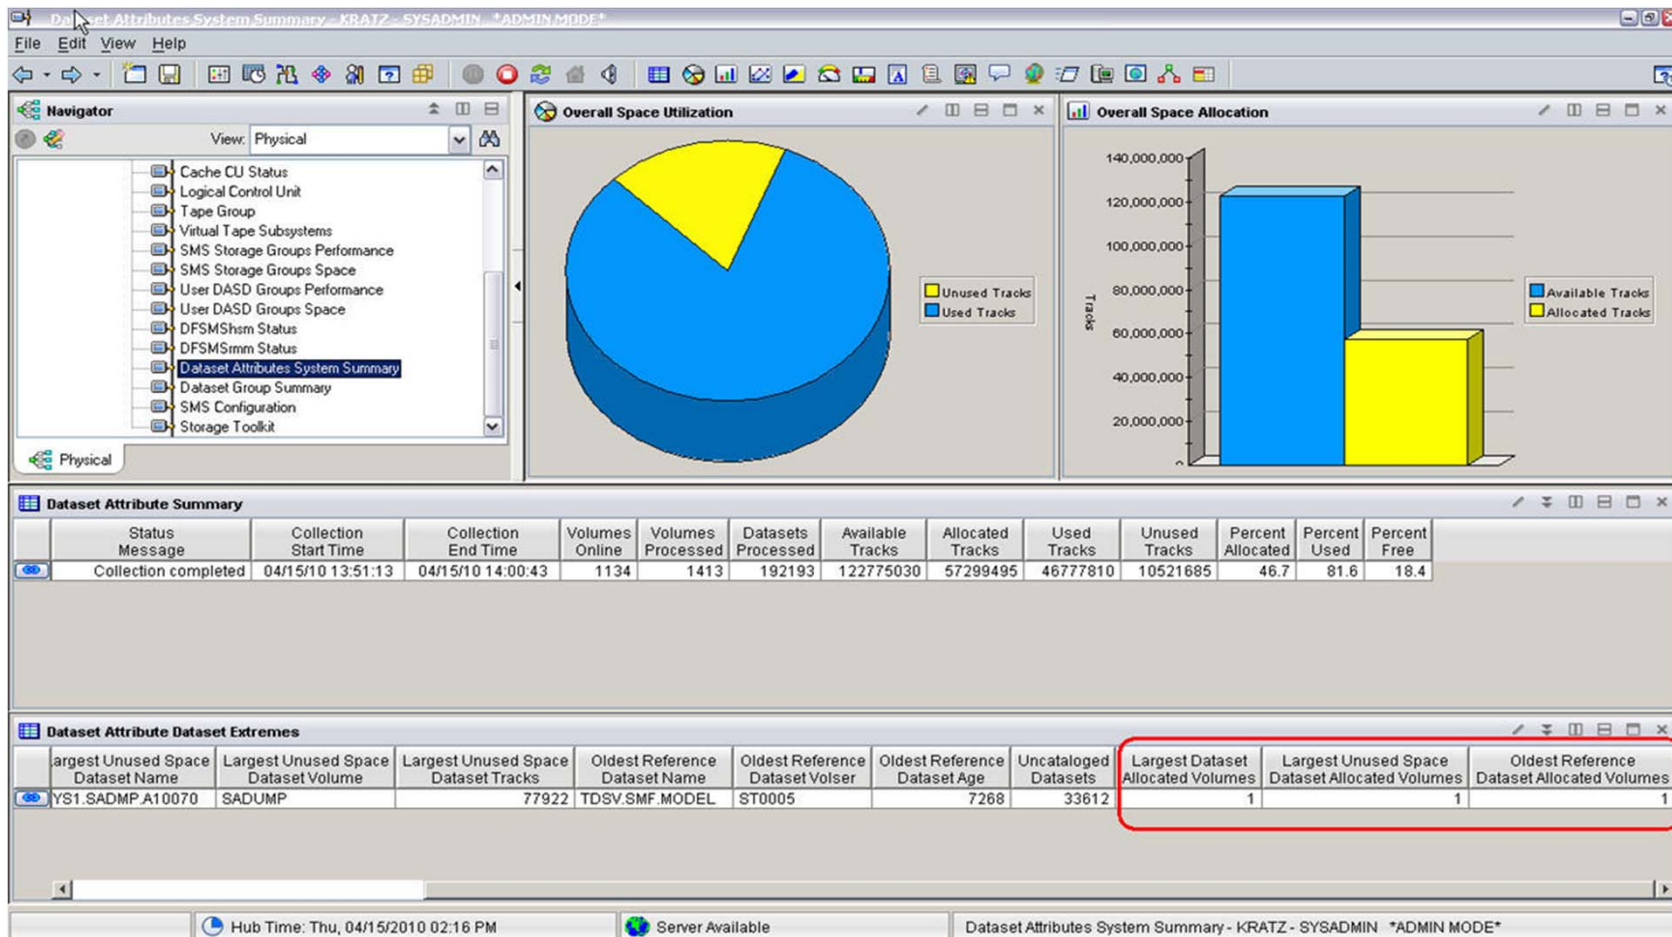 Dataset Attributes System Summary - KRATZ - SYSADMIN *ADMIN MODE*
File Edit View Help
Navigator
View: Physical
Cache CU Status
Logical Control Unit
Tape Group
Virtual Tape Subsystems
SMS Storage Groups Performance
SMS Storage Groups Space
User DASD Groups Performance
User DASD Groups Space
DFSMShsm Status
DFSMSrmm Status
Dataset Attributes System Summary
Dataset Group Summary
SMS Configuration
Storage Toolkit
Physical
Overall Space Utilization
Unused Tracks
Used Tracks
Overall Space Allocation
140,000,000
120,000,000
100,000,000
80,000,000
60,000,000
40,000,000
20,000,000
Tracks
Available Tracks
Allocated Tracks
Dataset Attribute Summary
Status Message Collection Start Time Collection End Time Volumes Online Volumes Processed Datasets Processed Available Tracks Allocated Tracks Used Tracks Unused Tracks Percent Allocated Percent Used Percent Free
Collection completed 04/15/10 13:51:13 04/15/10 14:00:43 1134 1413 192193 122775030 57299495 46777810 10521685 46.7 81.6 18.4
Dataset Attribute Dataset Extremes
argest Unused Space Dataset Name Largest Unused Space Dataset Volume Largest Unused Space Dataset Tracks Oldest Reference Dataset Name Oldest Reference Dataset Volser Oldest Reference Dataset Age Uncataloged Datasets Largest Dataset Allocated Volumes Largest Unused Space Dataset Allocated Volumes Oldest Reference Dataset Allocated Volumes
YS1.SADMP.A10070 SADUMP 77922 TDSV.SMF.MODEL ST0005 7268 33612 1 1 1
Hub Time: Thu, 04/15/2010 02:16 PM Server Available Dataset Attributes System Summary - KRATZ - SYSADMIN *ADMIN MODE*